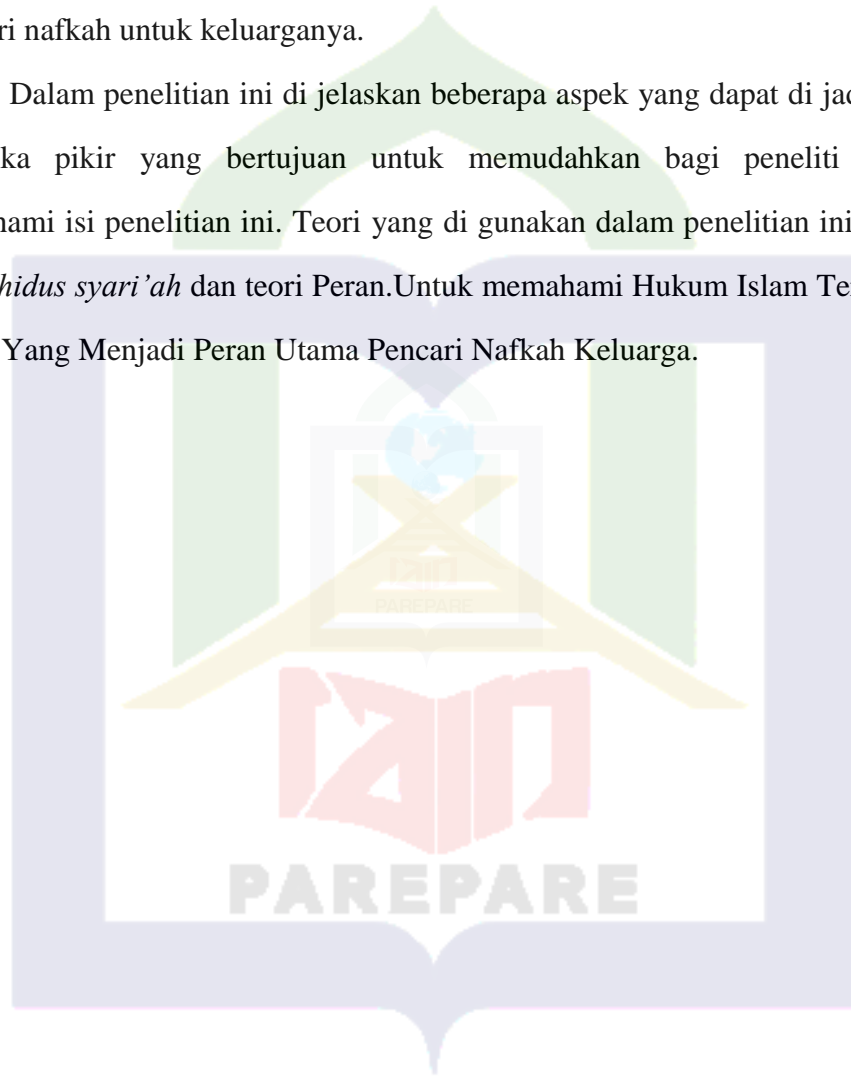 ri nafkah untuk keluarganya.
Dalam penelitian ini di jelaskan beberapa aspek yang dapat di jad
ka pikir yang bertujuan untuk memudahkan bagi peneliti
ami isi penelitian ini. Teori yang di gunakan dalam penelitian ini
hidus syari’ah dan teori Peran.Untuk memahami Hukum Islam Te
Yang Menjadi Peran Utama Pencari Nafkah Keluarga.
PAREPARE
PAREPARE